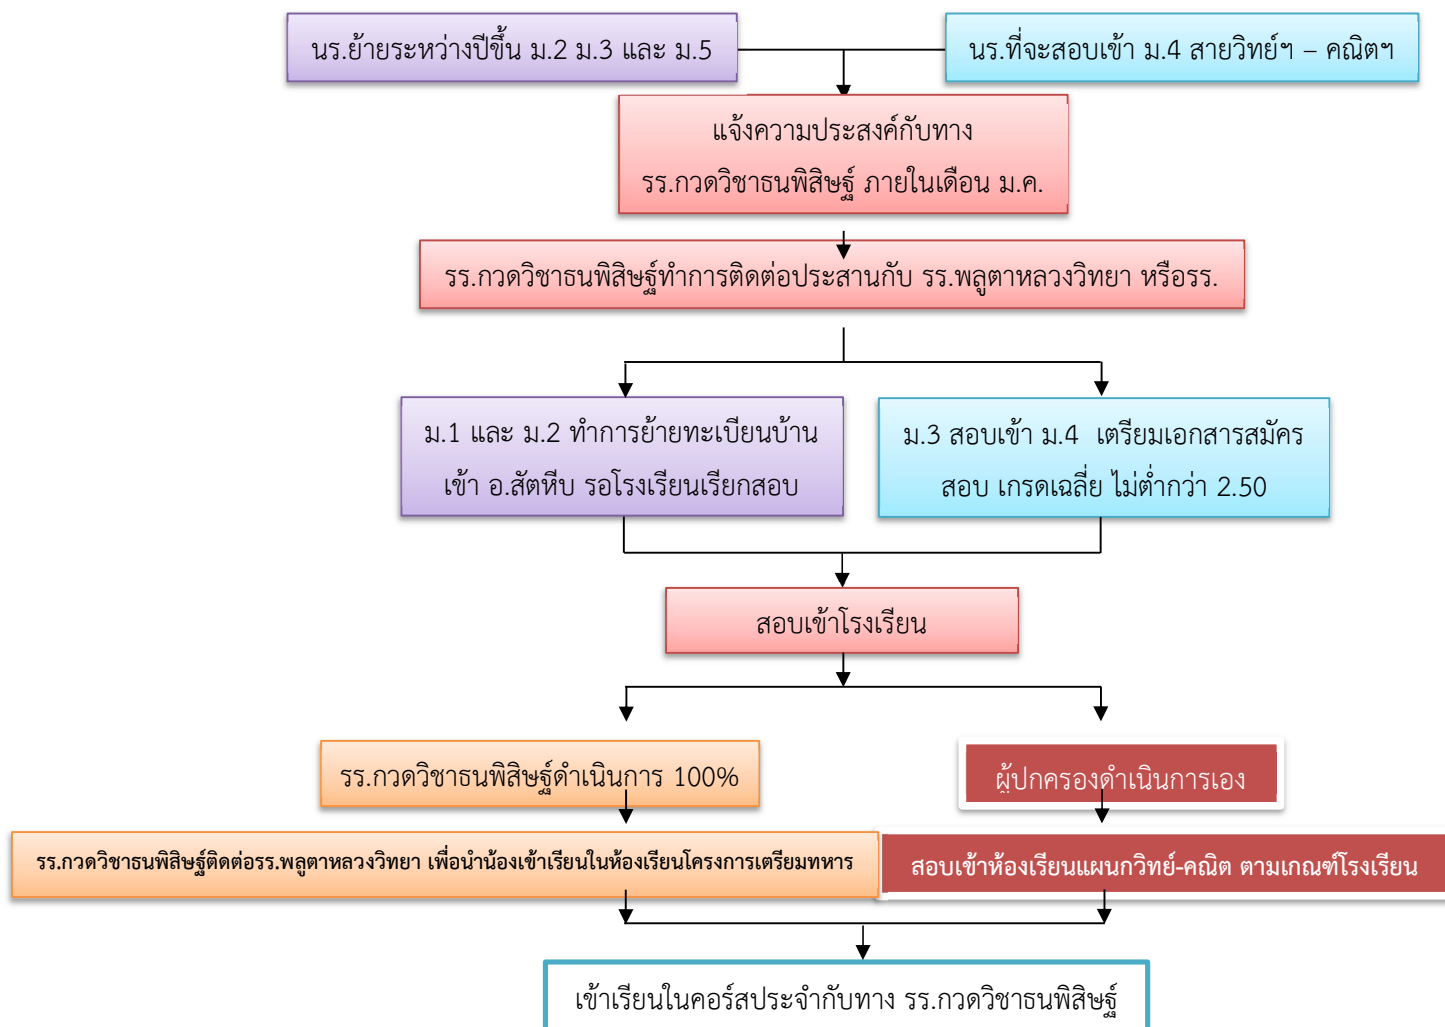 นร.ย้ายระหว่างปีขึ้น ม.2 ม.3 และ ม.5
นร.ที่จะสอบเข้า ม.4 สายวิทย์ฯ – คณิตฯ
แจ้งความประสงค์กับทาง
รร.กวดวิชาธนพิสิษฐ์ ภายในเดือน ม.ค.
รร.กวดวิชาธนพิสิษฐ์ทำการติดต่อประสานกับ รร.พลูตาหลวงวิทยา หรือรร.
ม.1 และ ม.2 ทำการย้ายทะเบียนบ้าน
เข้า อ.สัตหีบ รอโรงเรียนเรียกสอบ
ม.3 สอบเข้า ม.4 เตรียมเอกสารสมัคร
สอบ เกรดเฉลี่ย ไม่ต่ำกว่า 2.50
สอบเข้าโรงเรียน
รร.กวดวิชาธนพิสิษฐ์ดำเนินการ 100%
ผู้ปกครองดำเนินการเอง
รร.กวดวิชาธนพิสิษฐ์ติดต่อรร.พลูตาหลวงวิทยา เพื่อนำน้องเข้าเรียนในห้องเรียนโครงการเตรียมทหาร
สอบเข้าห้องเรียนแผนกวิทย์-คณิต ตามเกณฑ์โรงเรียน
เข้าเรียนในคอร์สประจำกับทาง รร.กวดวิชาธนพิสิษฐ์